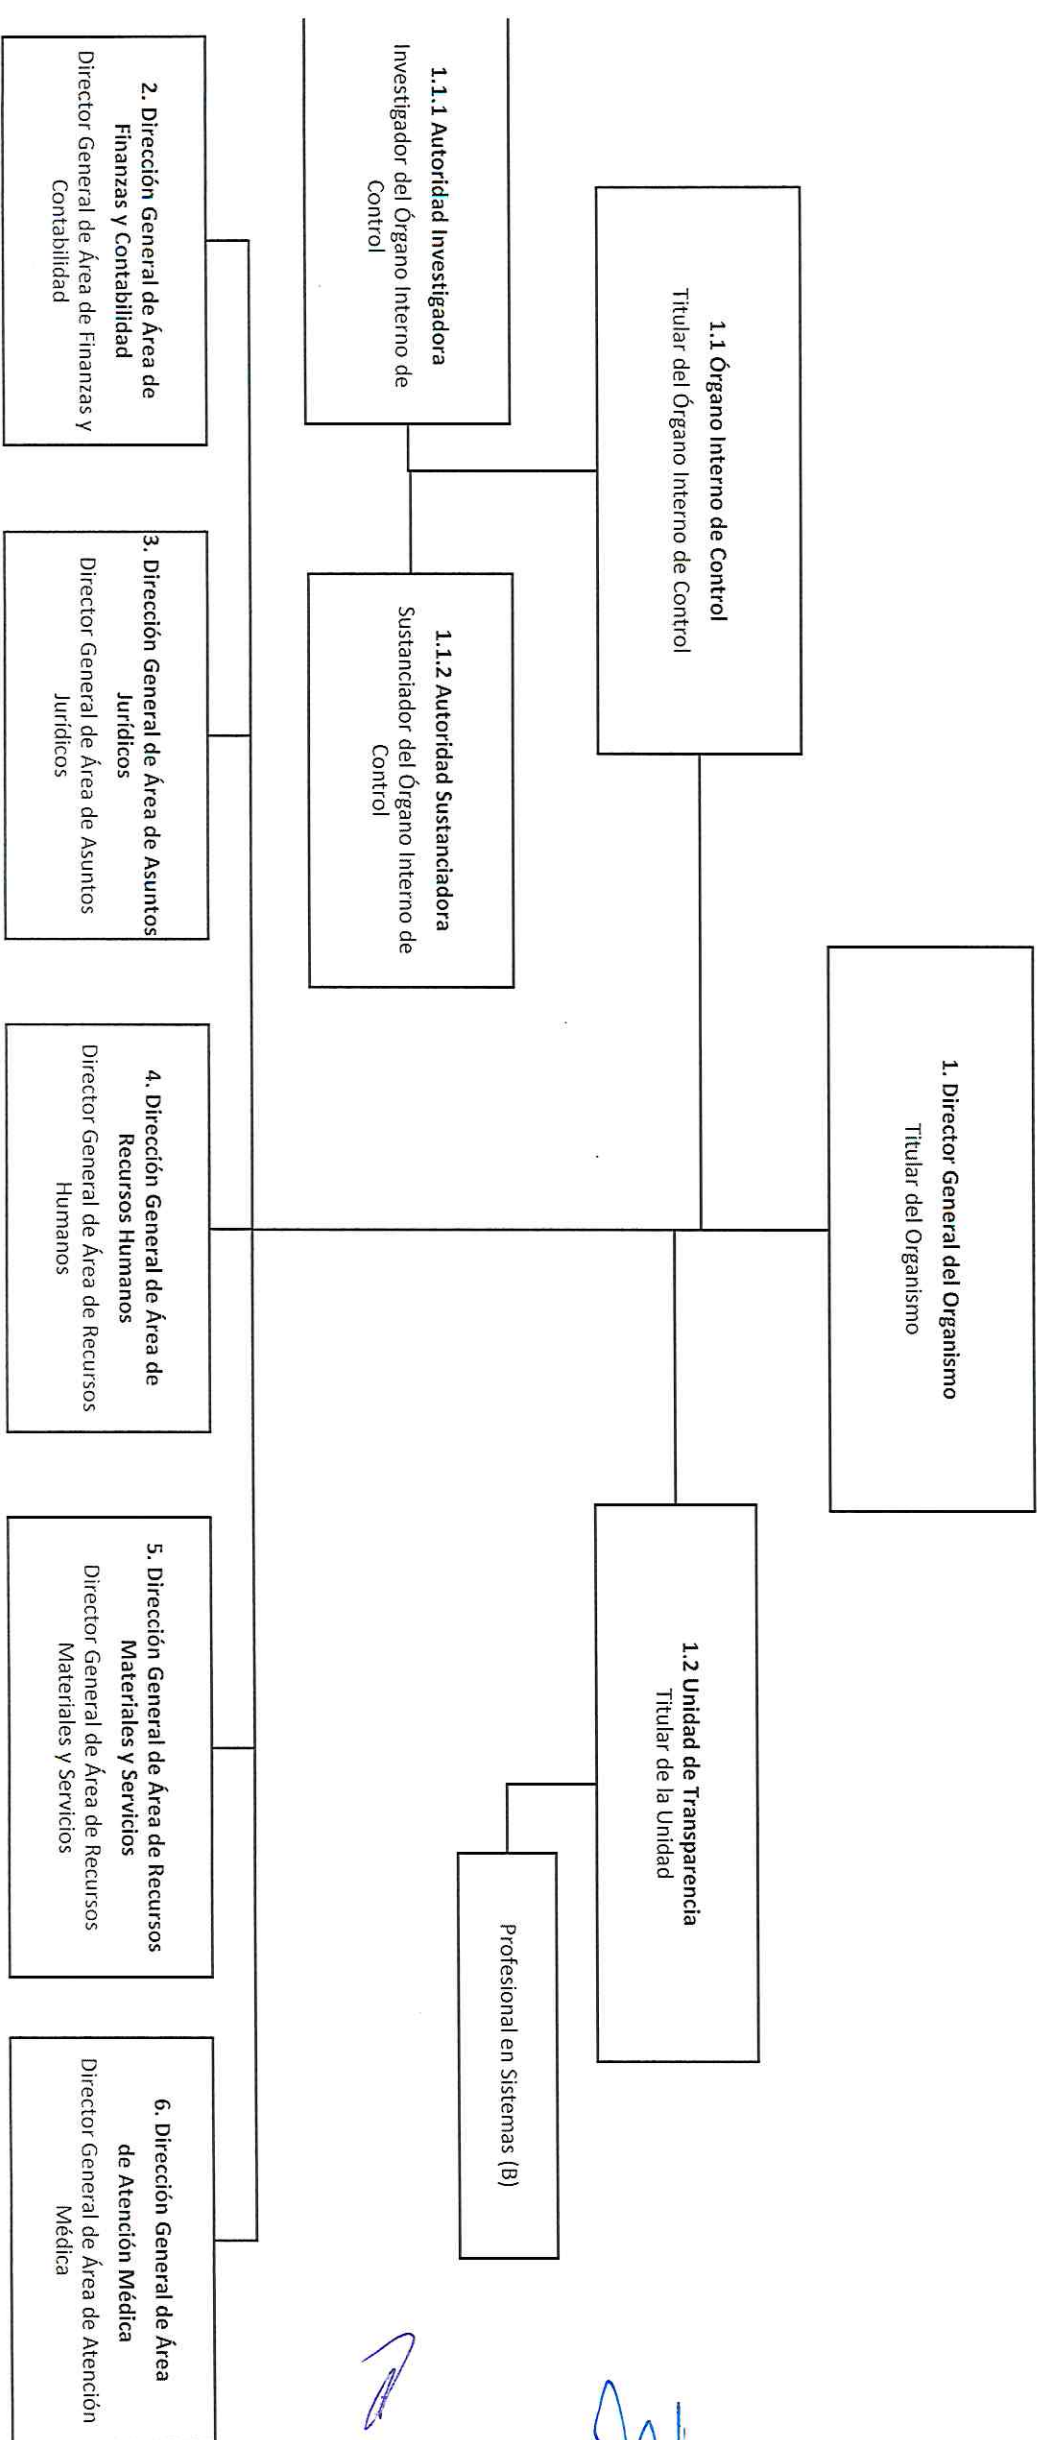 1. Director General del Organismo
Titular del Organismo
1.1 Órgano Interno de Control
Titular del Órgano Interno de Control
1.2 Unidad de Transparencia
Titular de la Unidad
1.1.1 Autoridad Investigadora
Investigador del Órgano Interno de
Control
1.1.2 Autoridad Sustanciadora
Sustanciador del Órgano Interno de
Control
Profesional en Sistemas (B)
2. Dirección General de Área de
Finanzas y Contabilidad
Director General de Área de Finanzas y
Contabilidad
3. Dirección General de Área de Asuntos
Jurídicos
Director General de Área de Asuntos
Jurídicos
4. Dirección General de Área de
Recursos Humanos
Director General de Área de Recursos
Humanos
5. Dirección General de Área de Recursos
Materiales y Servicios
Director General de Área de Recursos
Materiales y Servicios
6. Dirección General de Área
de Atención Médica
Director General de Área de Atención
Médica